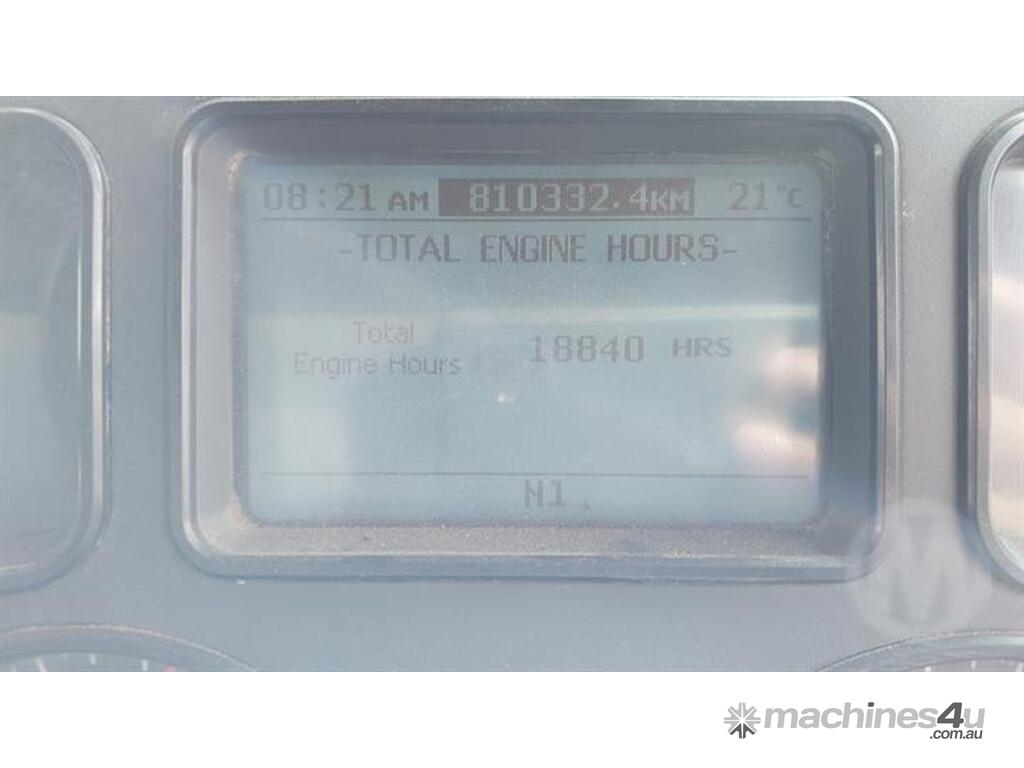 08:21 AM 810332.4KM 21°C
-TOTAL ENGINE HOURS-
Total
Engine Hours 18840 HRS
N1
M
machines4u
.com.au